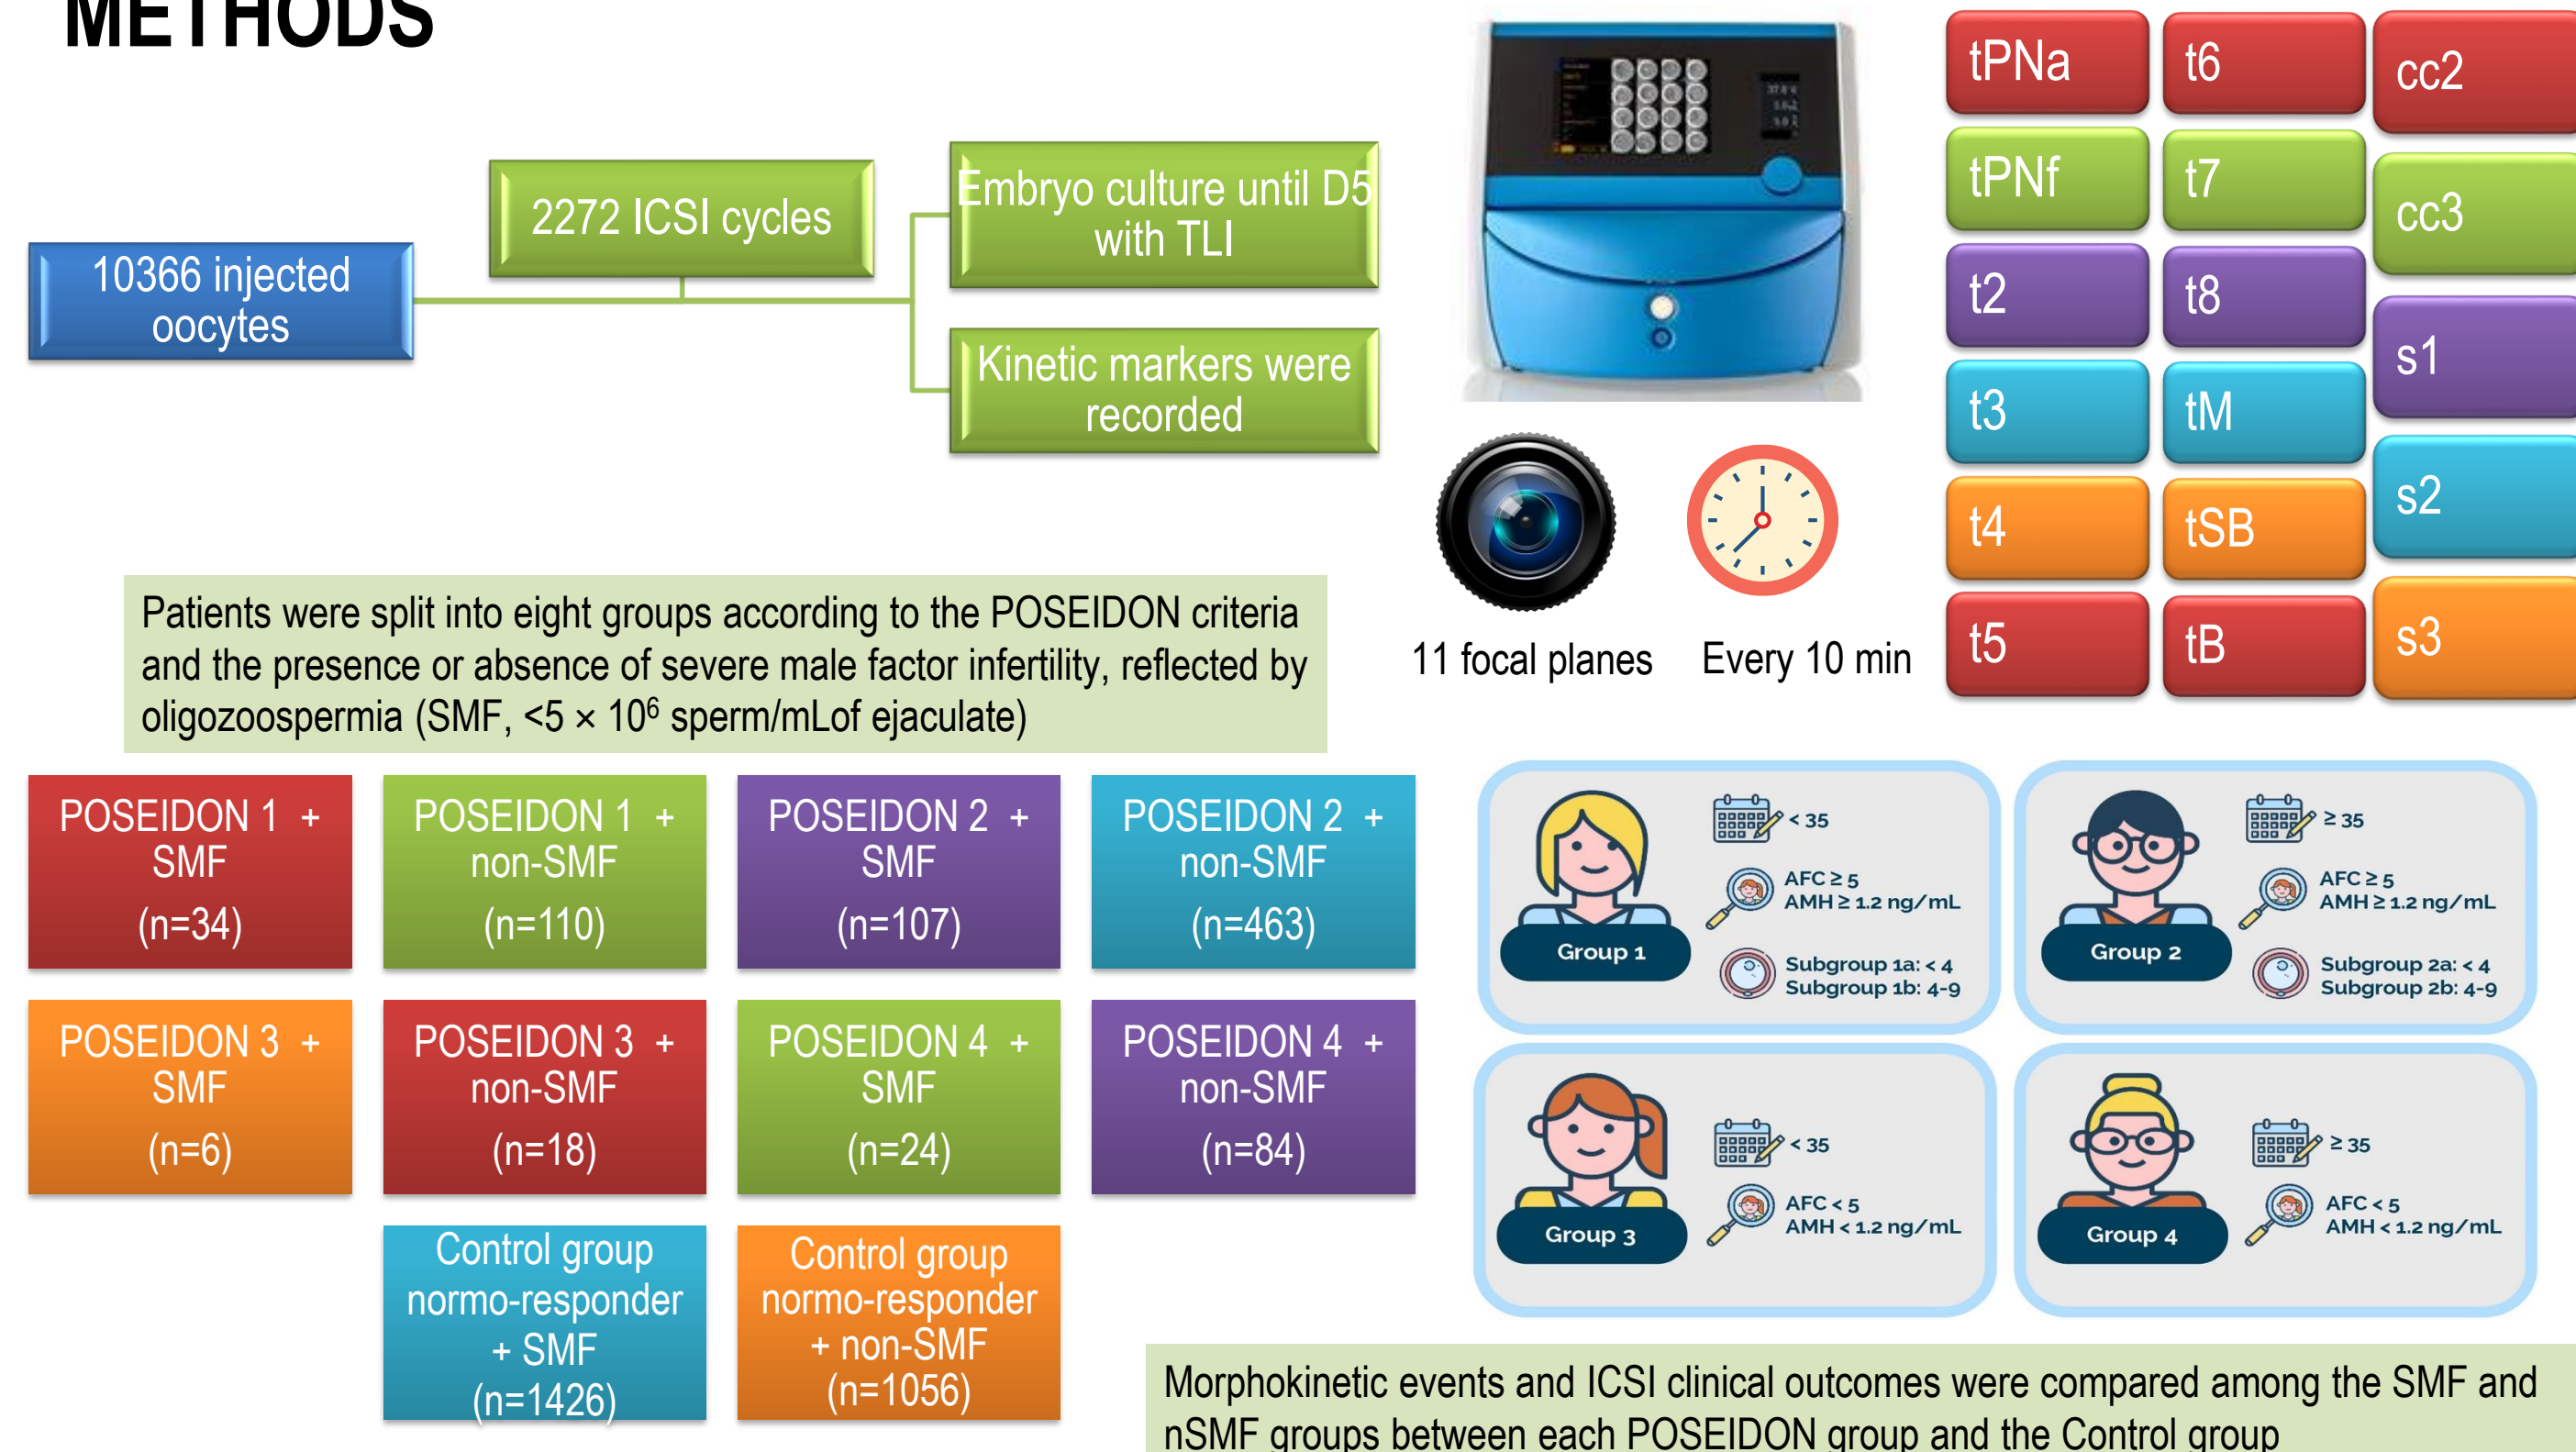 METHODS
10366 injected
oocytes
2272 ICSI cycles
Embryo culture until D5
with TLI
Kinetic markers were
recorded
11 focal planes
Every 10 min
tPNa
tPNf
t2
t3
t4
t5
t6
t7
t8
tM
tSB
tB
cc2
cc3
s1
s2
s3
Patients were split into eight groups according to the POSEIDON criteria
and the presence or absence of severe male factor infertility, reflected by
oligozoospermia (SMF, <5 × 10⁶ sperm/mLof ejaculate)
POSEIDON 1 +
SMF
(n=34)
POSEIDON 1 +
non-SMF
(n=110)
POSEIDON 2 +
SMF
(n=107)
POSEIDON 2 +
non-SMF
(n=463)
POSEIDON 3 +
SMF
(n=6)
POSEIDON 3 +
non-SMF
(n=18)
POSEIDON 4 +
SMF
(n=24)
POSEIDON 4 +
non-SMF
(n=84)
Control group
normo-responder
+ SMF
(n=1426)
Control group
normo-responder
+ non-SMF
(n=1056)
Group 1
< 35
AFC ≥ 5
AMH ≥ 1.2 ng/mL
Subgroup 1a: < 4
Subgroup 1b: 4-9
Group 2
≥ 35
AFC ≥ 5
AMH ≥ 1.2 ng/mL
Subgroup 2a: < 4
Subgroup 2b: 4-9
Group 3
< 35
AFC < 5
AMH < 1.2 ng/mL
Group 4
≥ 35
AFC < 5
AMH < 1.2 ng/mL
Morphokinetic events and ICSI clinical outcomes were compared among the SMF and
nSMF groups between each POSEIDON group and the Control group